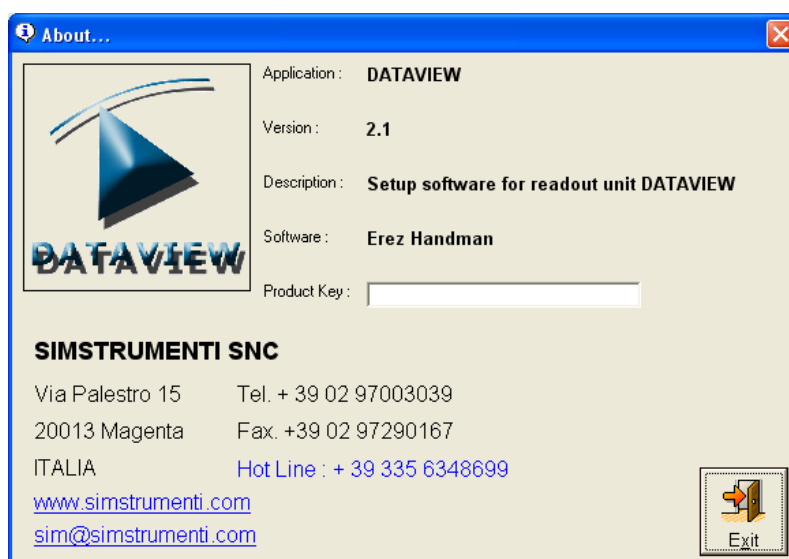 About...
Application : DATAVIEW
Version : 2.1
Description : Setup software for readout unit DATAVIEW
Software : Erez Handman
DATAVIEW
Product Key :
SIMSTRUMENTI SNC
Via Palestro 15 Tel. + 39 02 97003039
20013 Magenta Fax. +39 02 97290167
ITALIA Hot Line : + 39 335 6348699
www.simstrumenti.com
sim@simstrumenti.com
Exit